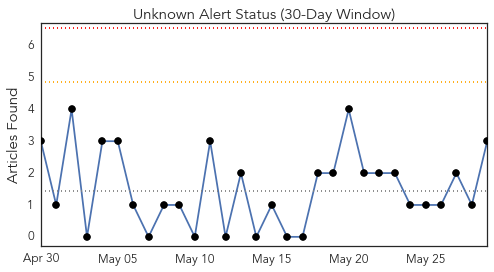 Unknown Alert Status (30-Day Window)
Articles Found
6
5
4
3
2
1
0
Apr 30 May 05 May 10 May 15 May 20 May 25